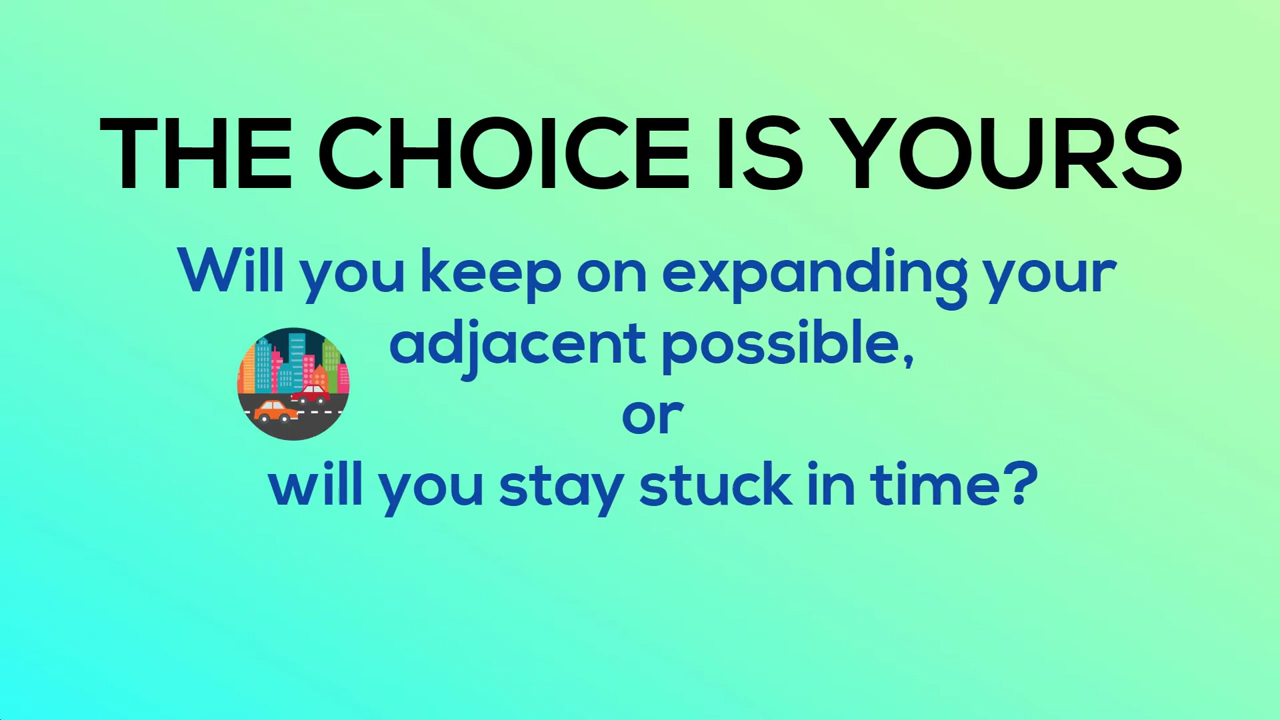 THE CHOICE IS YOURS
Will you keep on expanding your
adjacent possible,
or
will you stay stuck in time?